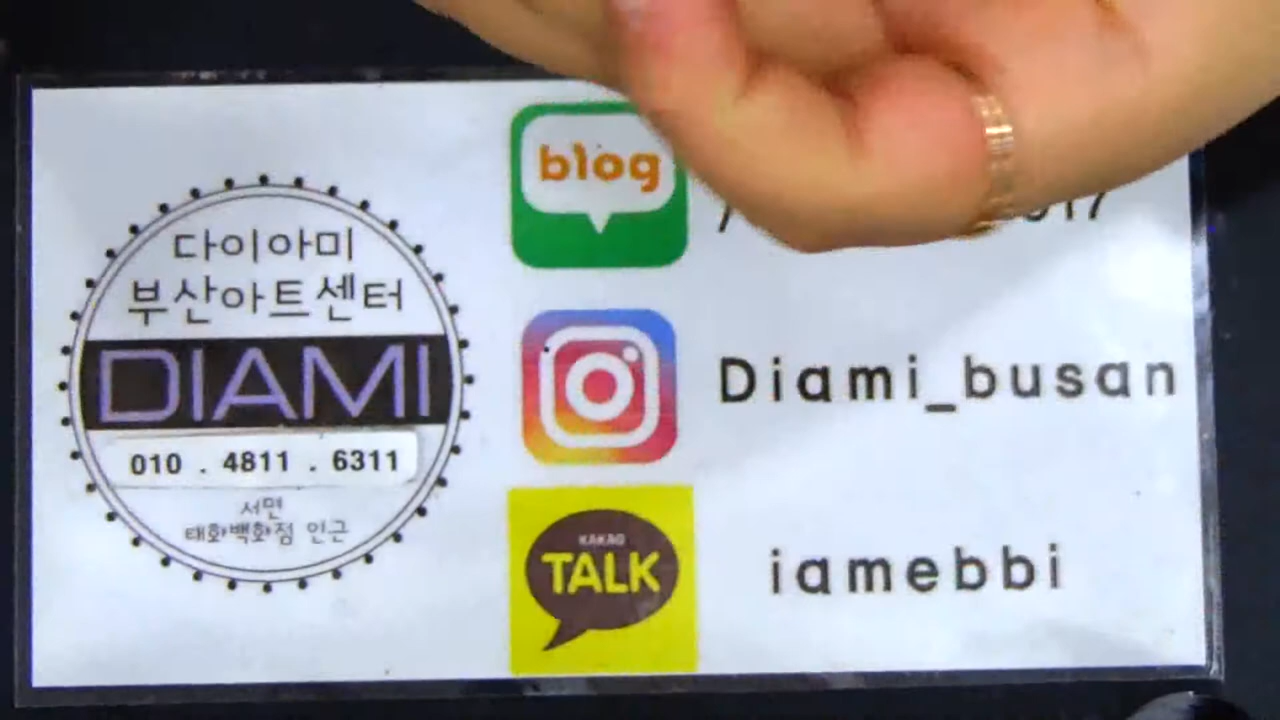 다이아미
부산아트센터
DIAMI
010 . 4811 . 6311
서면
태화백화점 인근
blog
Diami_busan
KAKAO
TALK
iamebbi